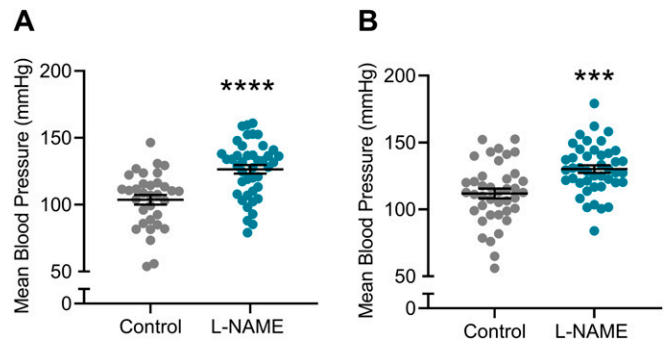 A
Mean Blood Pressure (mmHg)
200
150
100
50
0
****
Control
L-NAME
B
Mean Blood Pressure (mmHg)
200
150
100
50
0
***
Control
L-NAME